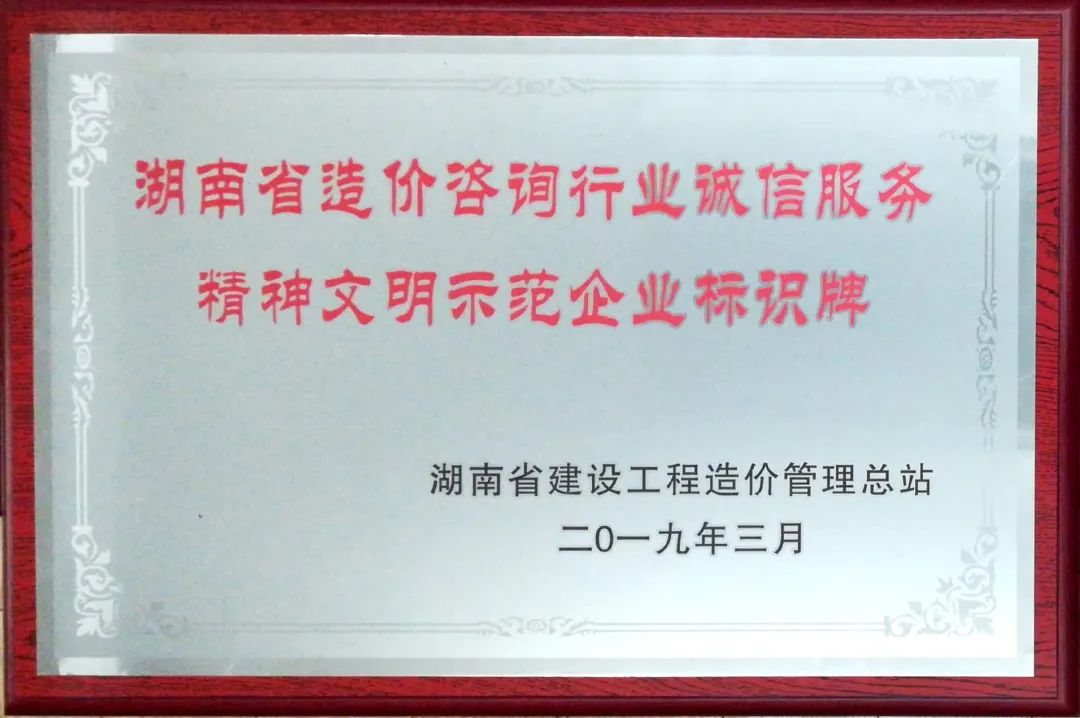 湖南省造价咨询行业诚信服务
精神文明示范企业标识牌
湖南省建设工程造价管理总站
二0一九年三月